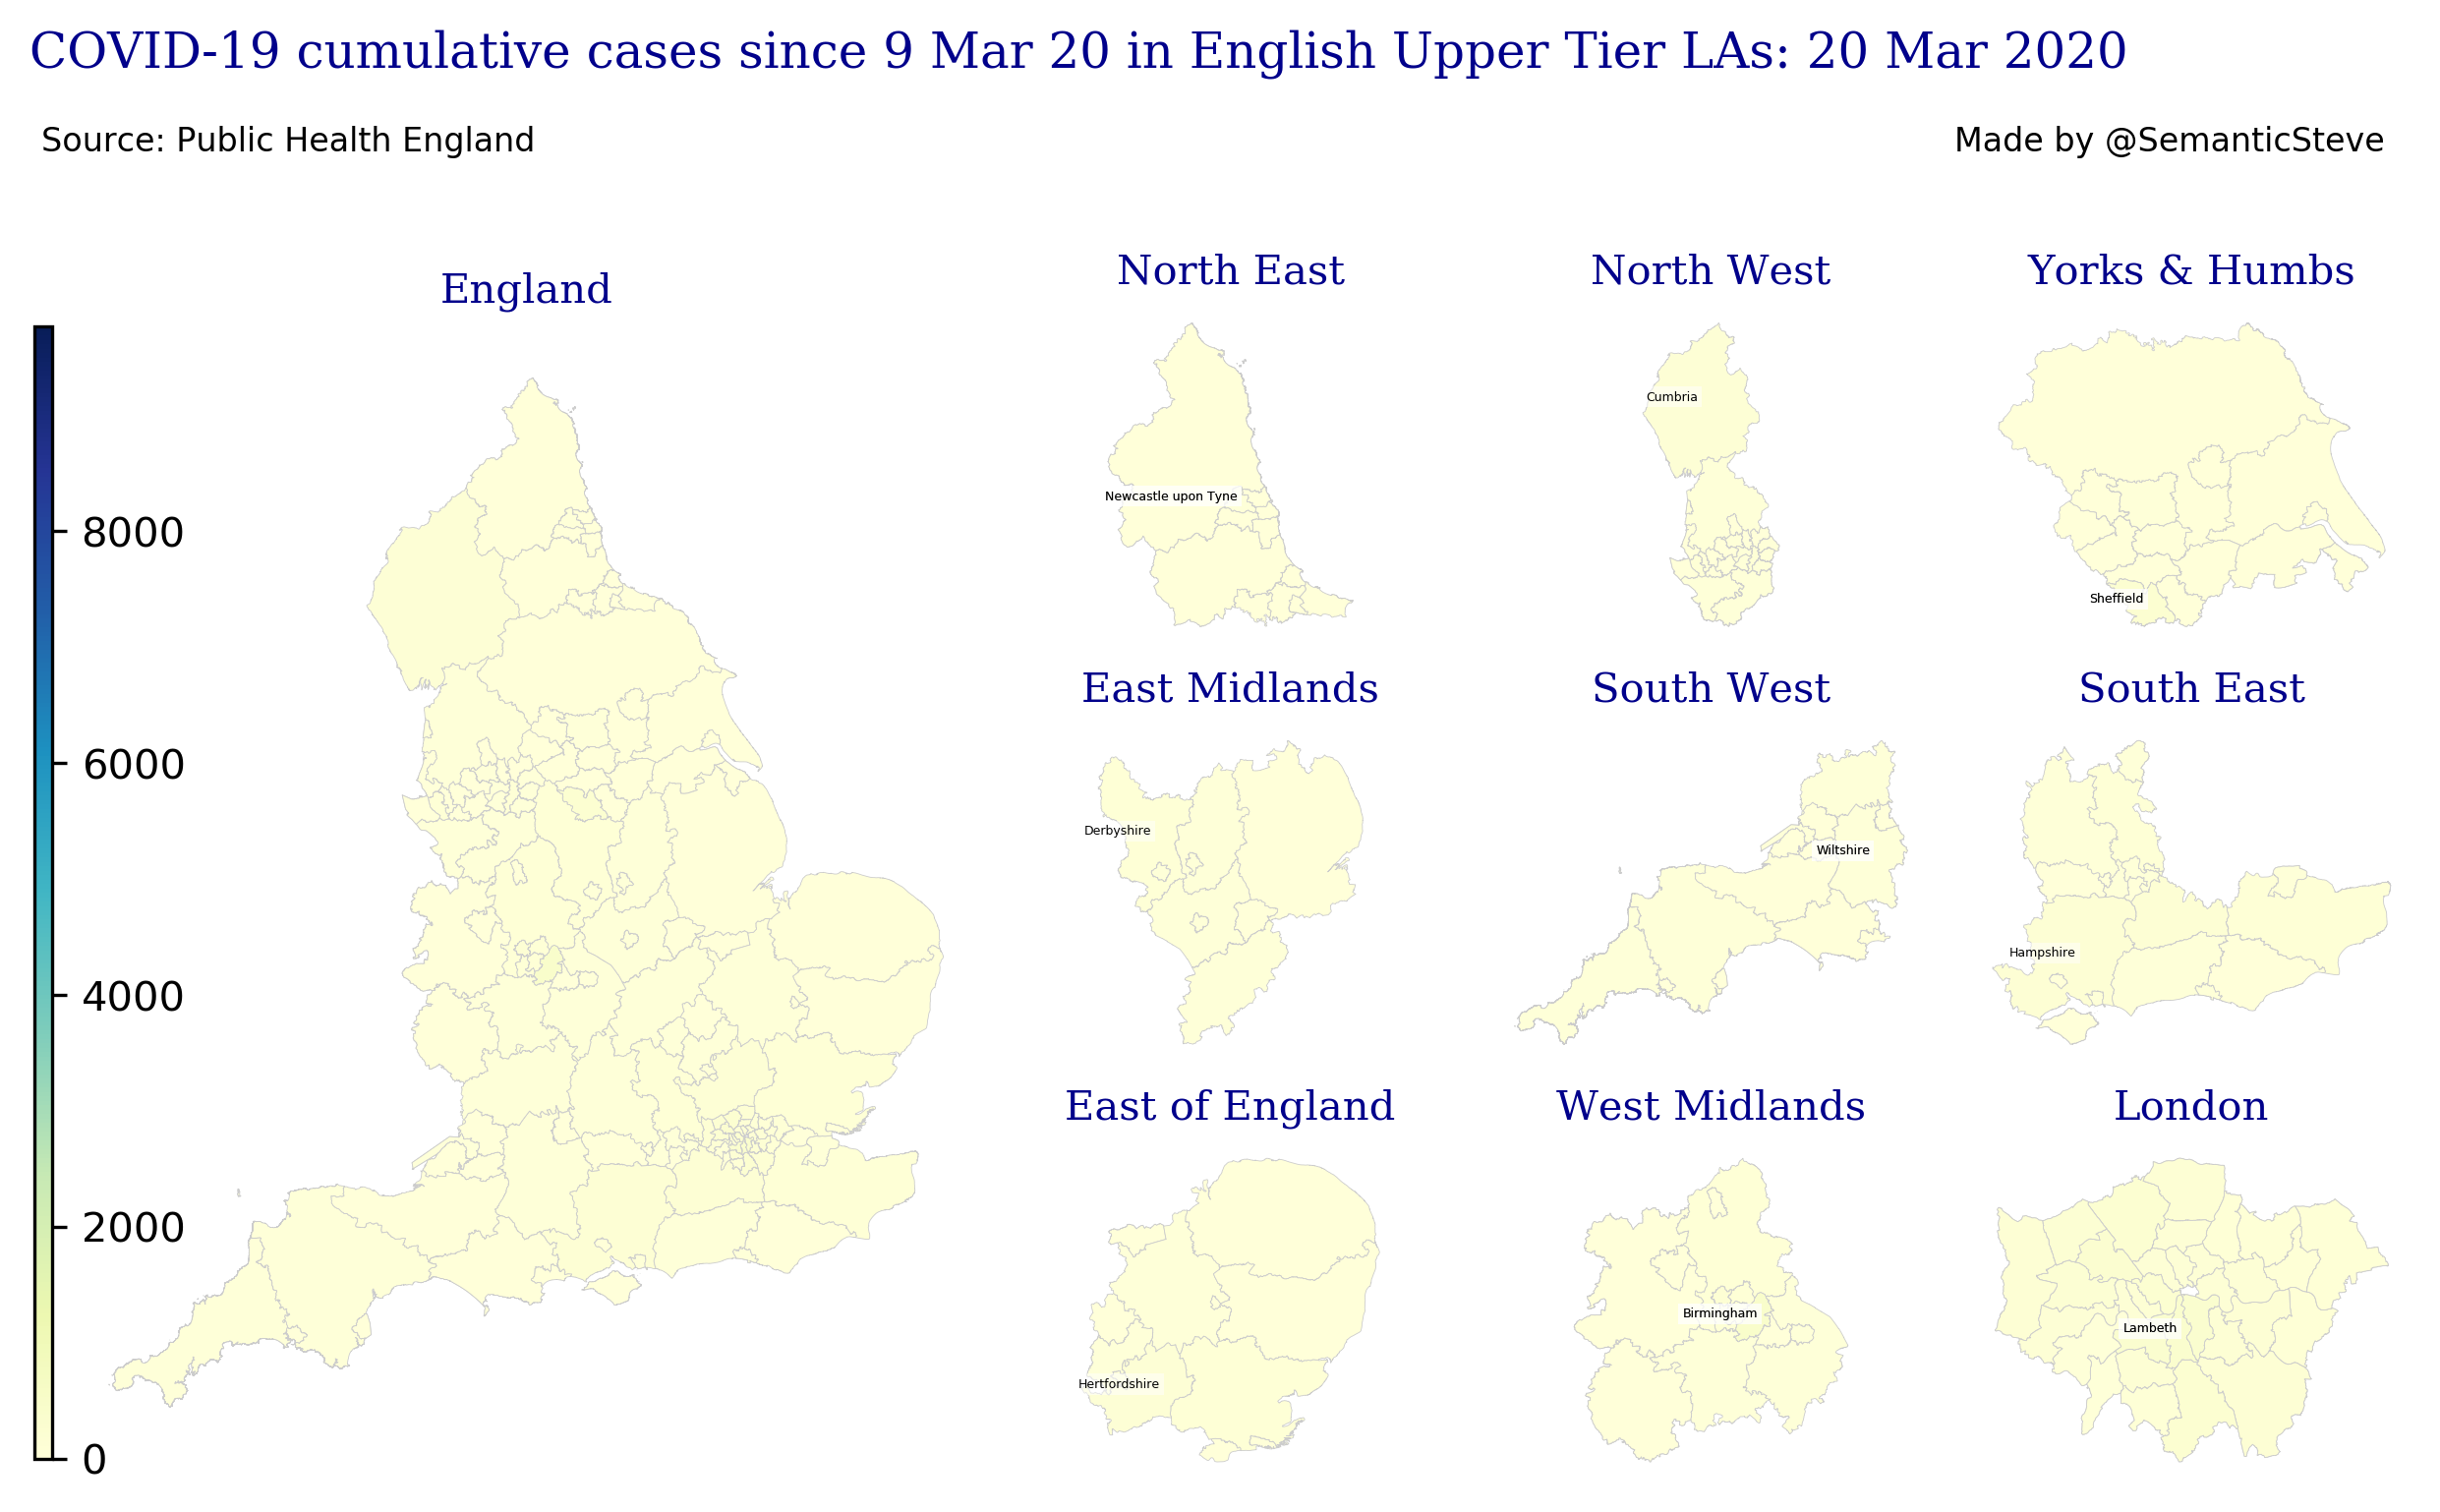 COVID-19 cumulative cases since 9 Mar 20 in English Upper Tier LAs: 20 Mar 2020
Source: Public Health England
Made by @SemanticSteve
England
8000
6000
4000
2000
0
North East
Newcastle upon Tyne
North West
Cumbria
Yorks & Humbs
Sheffield
East Midlands
Derbyshire
South West
Wiltshire
South East
Hampshire
East of England
Hertfordshire
West Midlands
Birmingham
London
Lambeth